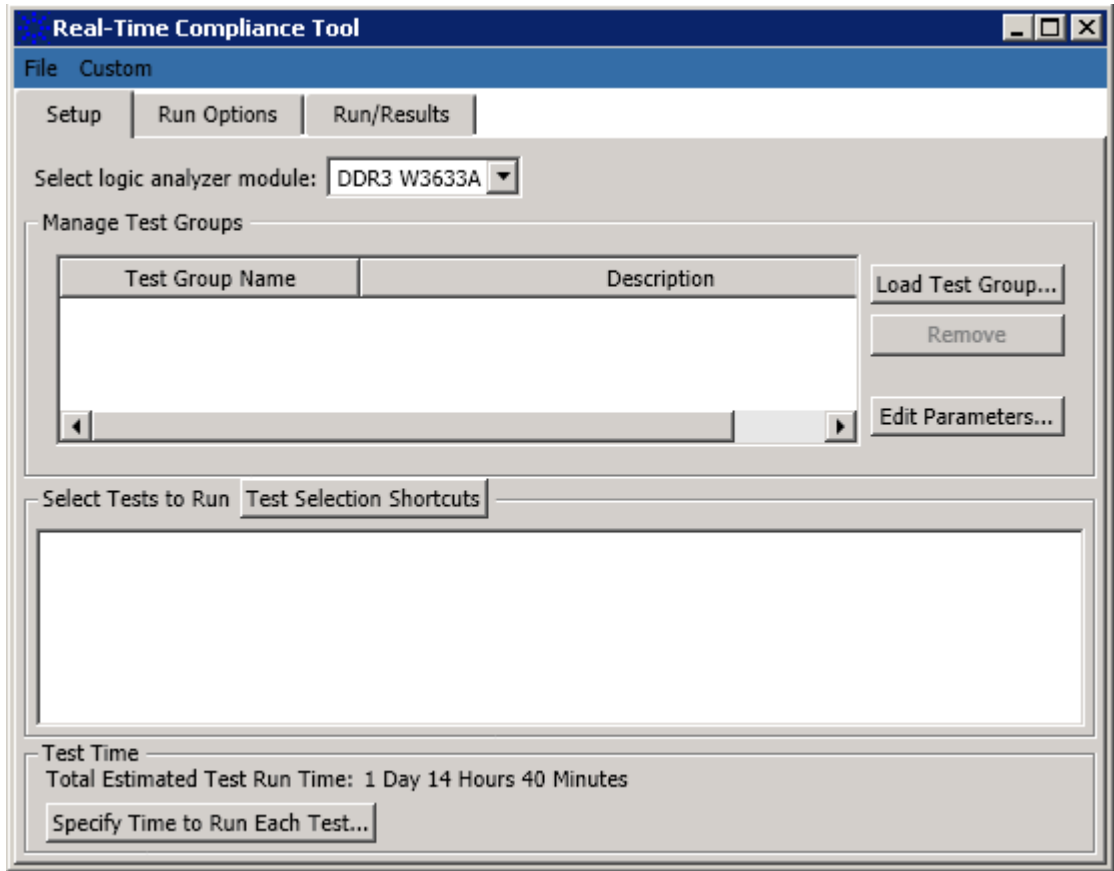 Real-Time Compliance Tool
File Custom
Setup Run Options Run/Results
Select logic analyzer module: DDR3 W3633A
Manage Test Groups
Test Group Name Description
Load Test Group...
Remove
Edit Parameters...
Select Tests to Run Test Selection Shortcuts
Test Time
Total Estimated Test Run Time: 1 Day 14 Hours 40 Minutes
Specify Time to Run Each Test...